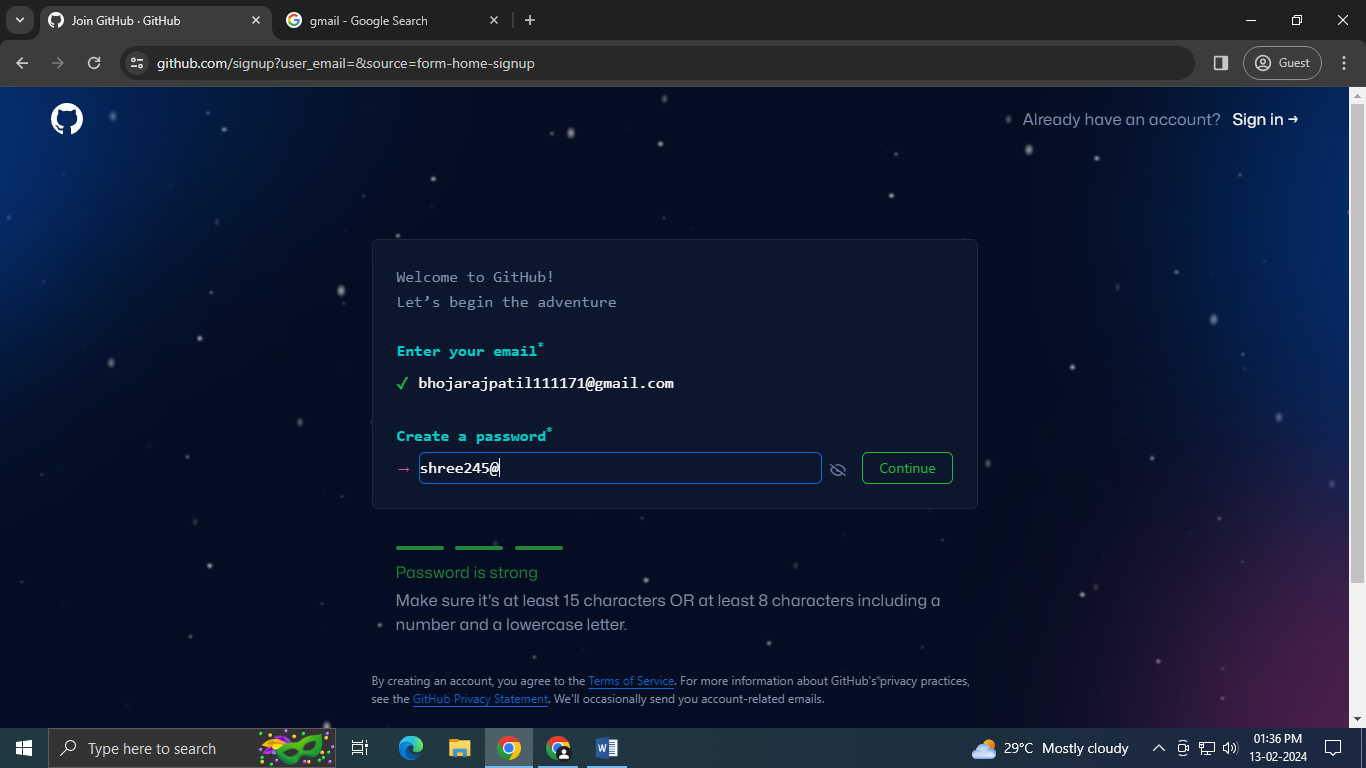 Join GitHub · GitHub
gmail - Google Search
github.com/signup?user_email=&source=form-home-signup
Guest
Already have an account? Sign in →
Welcome to GitHub!
Let's begin the adventure
Enter your email*
✓ bhojarajpatil111171@gmail.com
Create a password*
→ shree245@
Continue
Password is strong
Make sure it's at least 15 characters OR at least 8 characters including a
number and a lowercase letter.
By creating an account, you agree to the Terms of Service. For more information about GitHub's privacy practices,
see the GitHub Privacy Statement. We'll occasionally send you account-related emails.
Type here to search
29°C Mostly cloudy
01:36 PM
13-02-2024